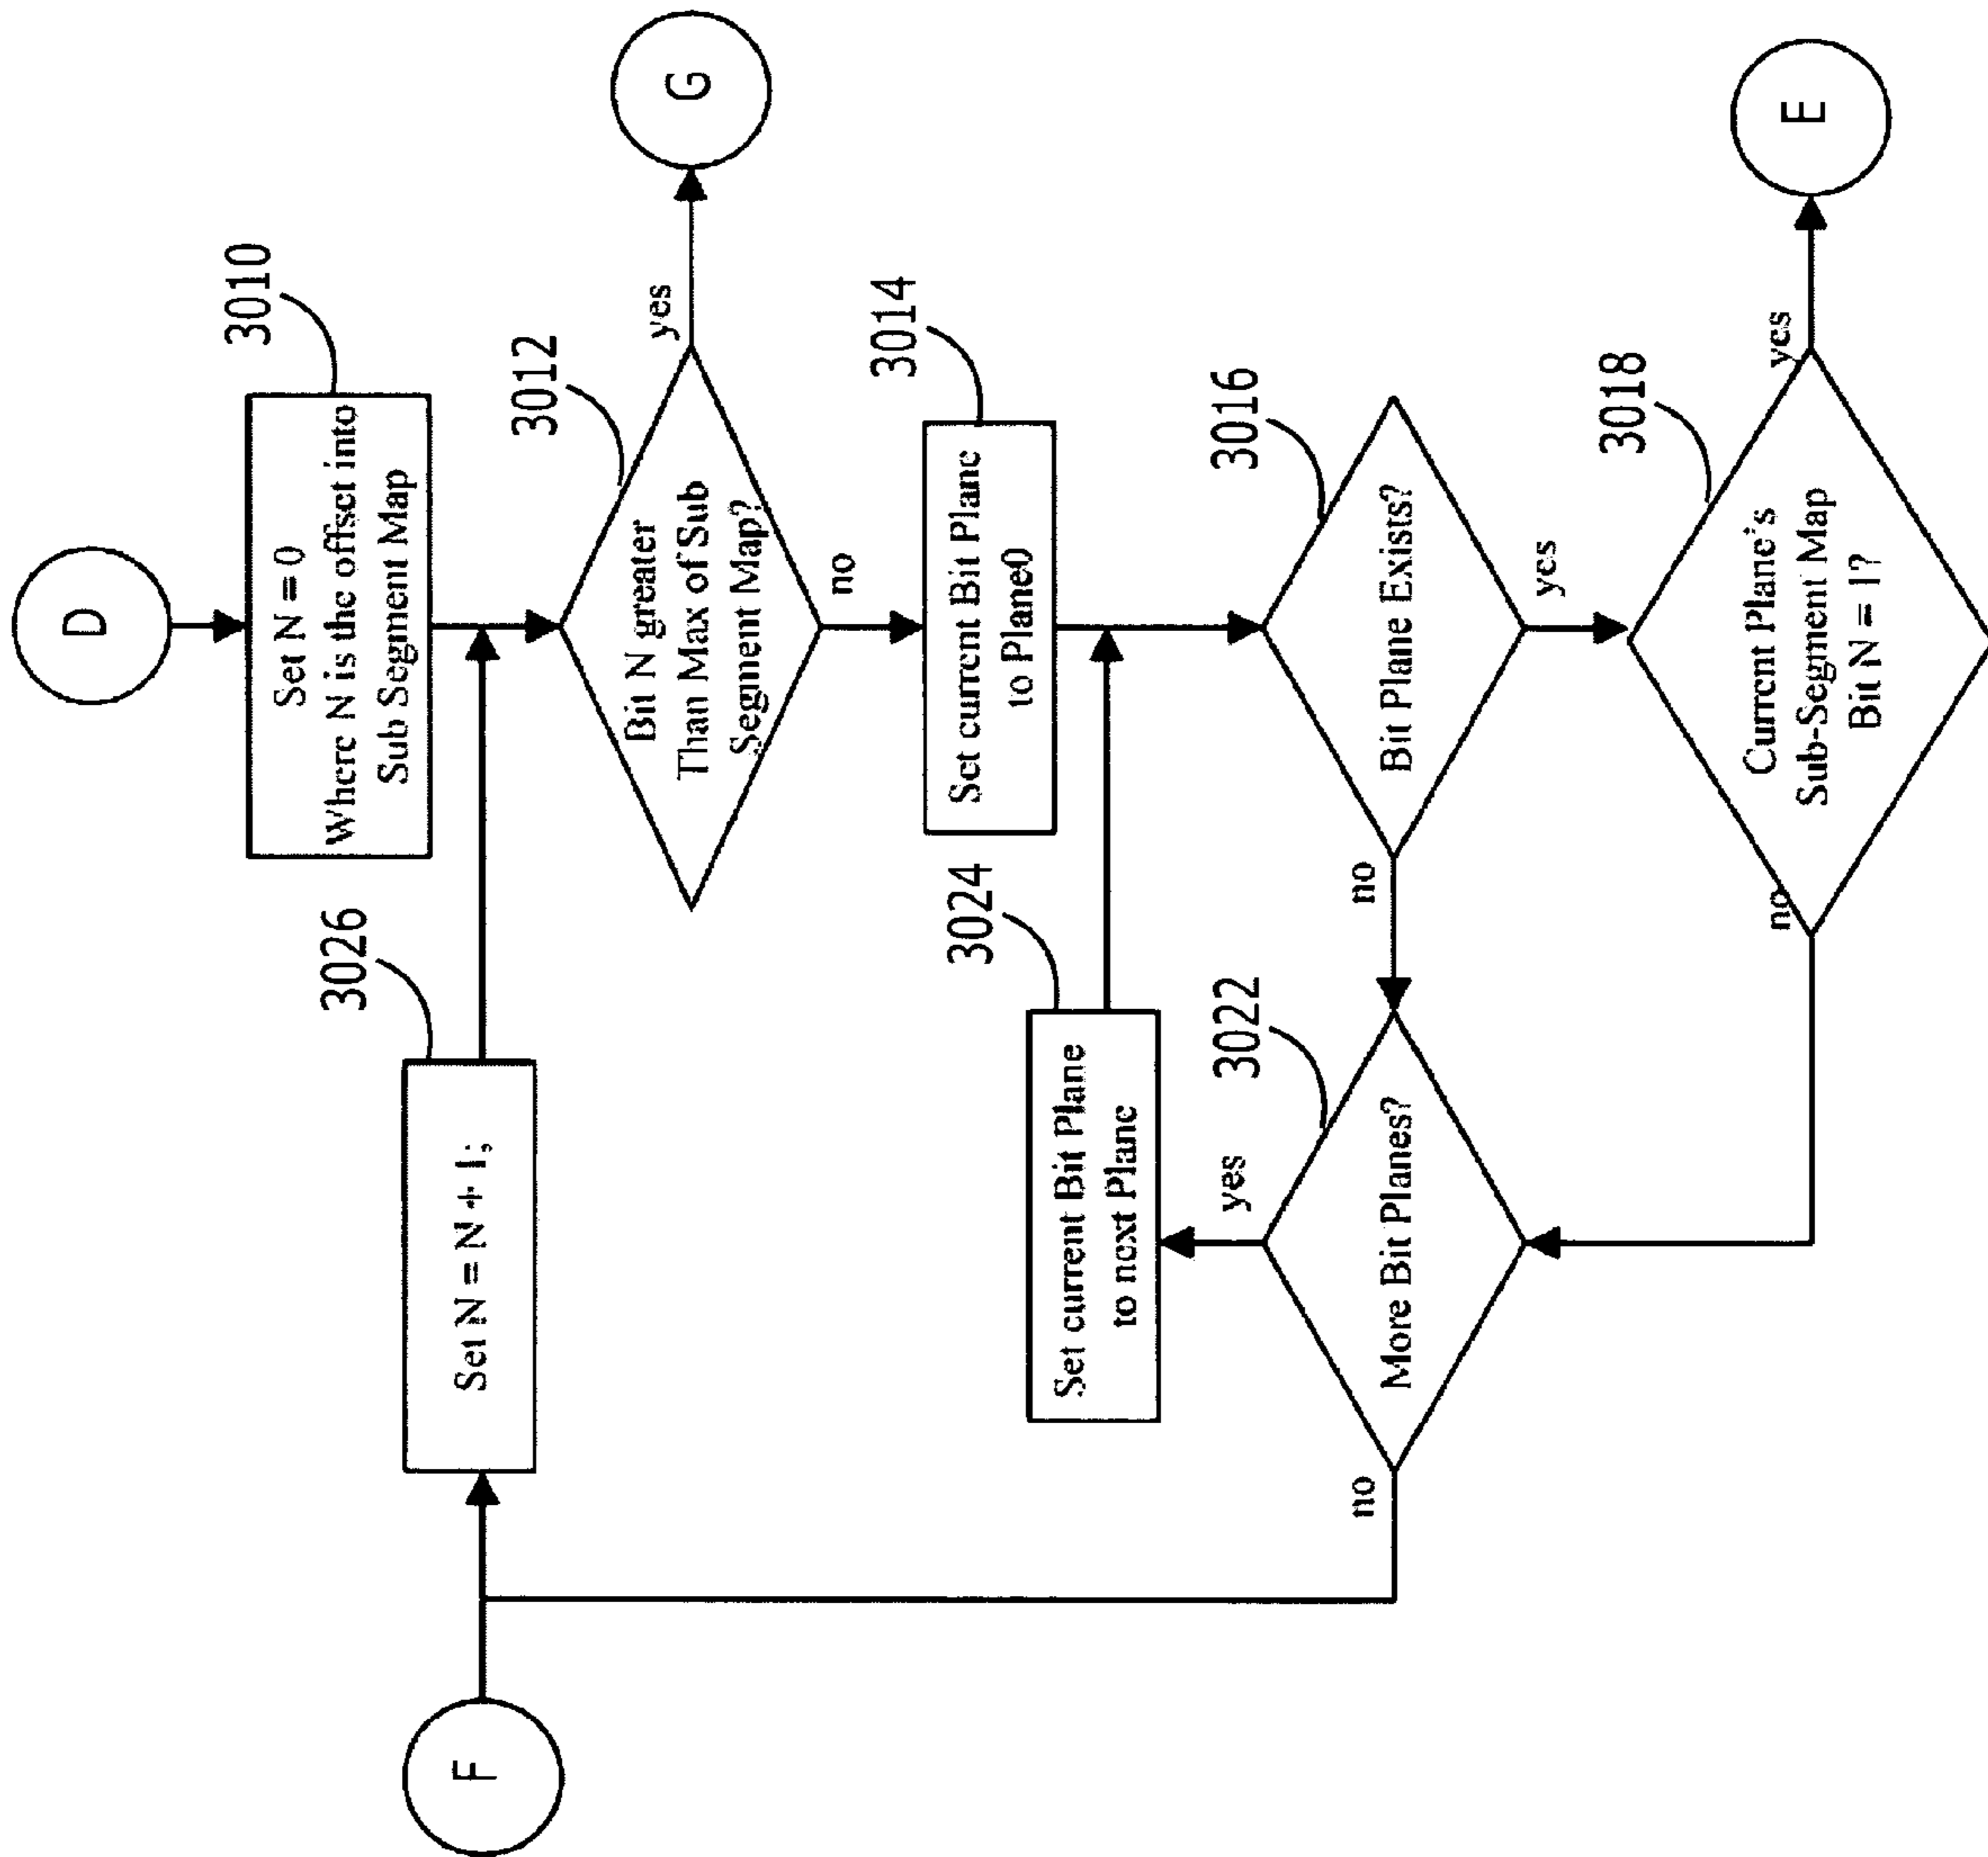 D
3010
Set N = 0
Where N is the offset into
Sub Segment Map
3012
Bit N greater
Than Max of Sub
Segment Map?
yes
G
no
3014
Set current Bit Plane
to Plane0
3016
Bit Plane Exists?
yes
no
3018
Current Plane's
Sub-Segment Map
Bit N = 1?
yes
E
no
3022
More Bit Planes?
yes
no
3024
Set current Bit Plane
to next Plane
3026
Set N = N + 1;
F